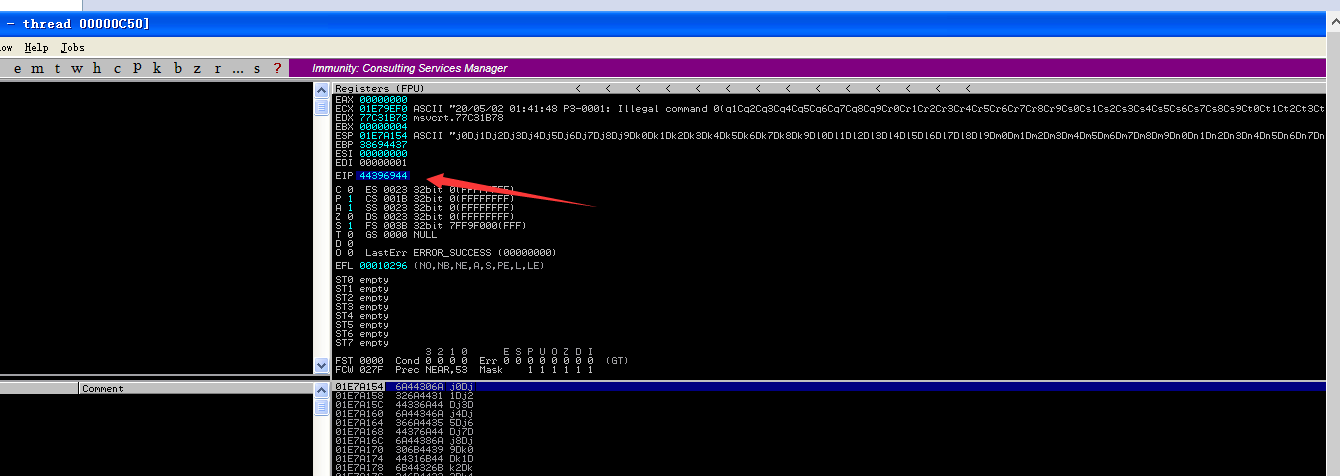 - thread 00000C50]
ow Help Jobs
e m t w h c P k b z r ... s ? Immunity: Consulting Services Manager
Registers (FPU) < < < < < < < < < < < < < <
EAX 00000000
ECX 01E79EF0 ASCII "20/05/02 01:41:48 P3-0001: Illegal command 0(q1Cq2Cq3Cq4Cq5Cq6Cq7Cq8Cq9Cr0Cr1Cr2Cr3Cr4Cr5Cr6Cr7Cr8Cr9Cs0Cs1Cs2Cs3Cs4Cs5Cs6Cs7Cs8Cs9Ct0Ct1Ct2Ct3Ct
EDX 77C31B78 msvcrt.77C31B78
EBX 00000004
ESP 01E7A154 ASCII "j0Dj1Dj2Dj3Dj4Dj5Dj6Dj7Dj8Dj9Dk0Dk1Dk2Dk3Dk4Dk5Dk6Dk7Dk8Dk9Dl0Dl1Dl2Dl3Dl4Dl5Dl6Dl7Dl8Dl9Dm0Dm1Dm2Dm3Dm4Dm5Dm6Dm7Dm8Dm9Dn0Dn1Dn2Dn3Dn4Dn5Dn6Dn7Dn
EBP 38694437
ESI 00000000
EDI 00000001
EIP 44396944
C 0 ES 0023 32bit 0(FFFFFFFF)
P 1 CS 001B 32bit 0(FFFFFFFF)
A 1 SS 0023 32bit 0(FFFFFFFF)
Z 0 DS 0023 32bit 0(FFFFFFFF)
S 1 FS 003B 32bit 7FF9F000(FFF)
T 0 GS 0000 NULL
D 0
O 0 LastErr ERROR_SUCCESS (00000000)
EFL 00010296 (NO,NB,NE,A,S,PE,L,LE)
ST0 empty
ST1 empty
ST2 empty
ST3 empty
ST4 empty
ST5 empty
ST6 empty
ST7 empty
3 2 1 0 E S P U O Z D I
FST 0000 Cond 0 0 0 0 Err 0 0 0 0 0 0 0 0 (GT)
FCW 027F Prec NEAR,53 Mask 1 1 1 1 1 1
Comment
01E7A154 6A44306A j0Dj
01E7A158 326A4431 1Dj2
01E7A15C 44336A44 Dj3D
01E7A160 6A44346A j4Dj
01E7A164 366A4435 5Dj6
01E7A168 44376A44 Dj7D
01E7A16C 6A44386A j8Dj
01E7A170 306B4439 9Dk0
01E7A174 44316B44 Dk1D
01E7A178 6B44326B k2Dk